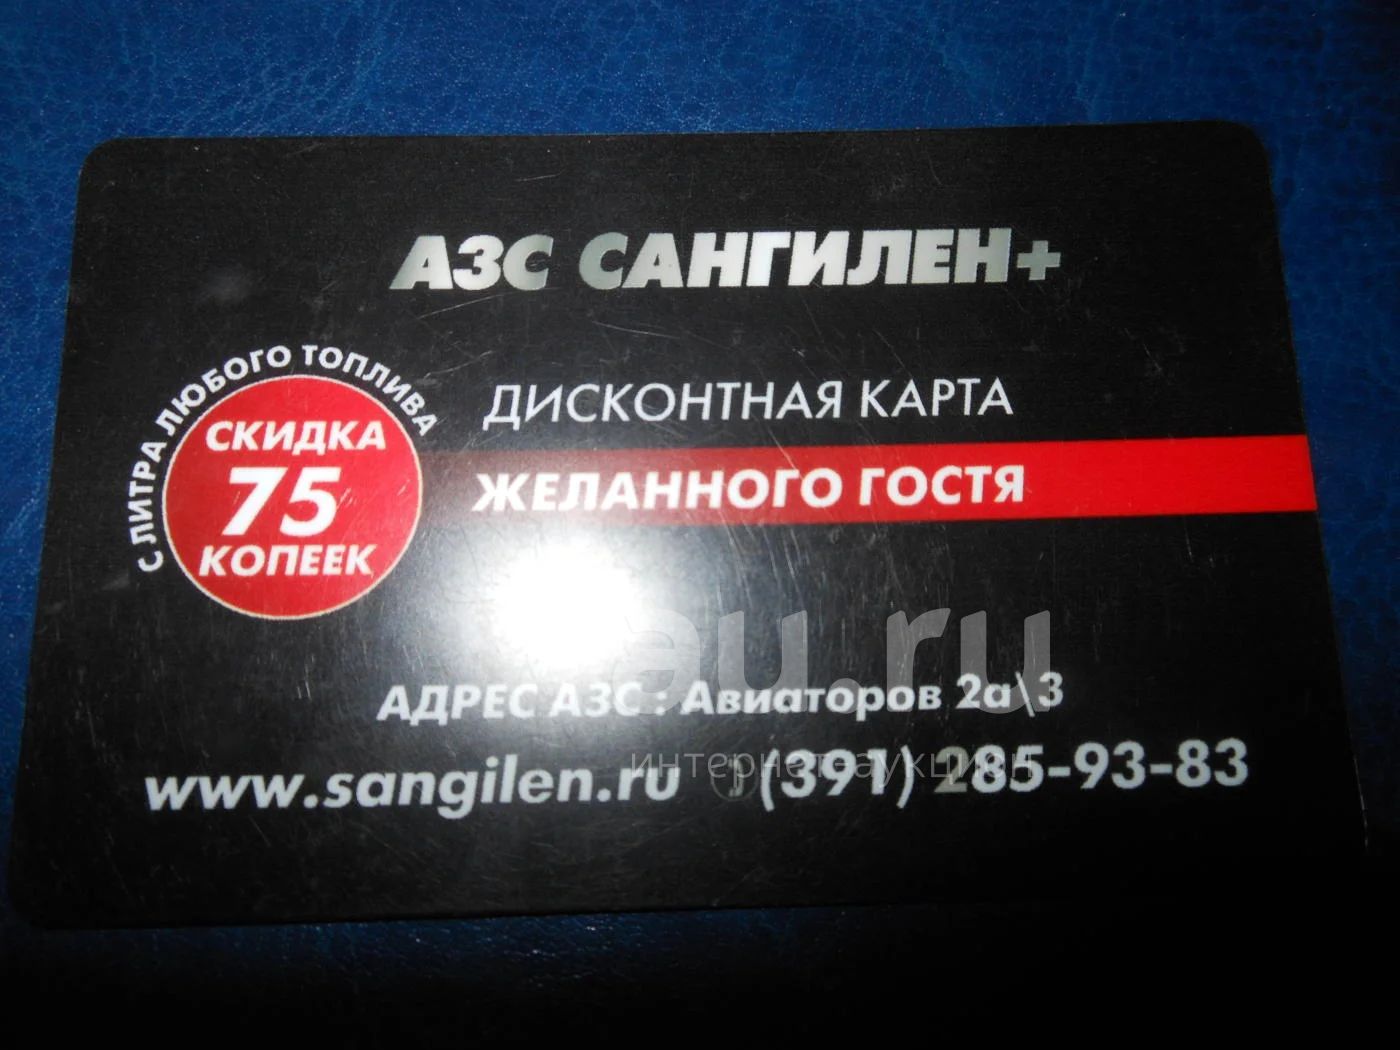 АЗС САНГИЛЕН+
ДИСКОНТНАЯ КАРТА
ЖЕЛАННОГО ГОСТЯ
С ЛИТРА ЛЮБОГО ТОПЛИВА
СКИДКА
75
КОПЕЕК
au.ru
АДРЕС АЗС : Авиаторов 2а\3
интернет-аукцион
www.sangilen.ru (391) 285-93-83